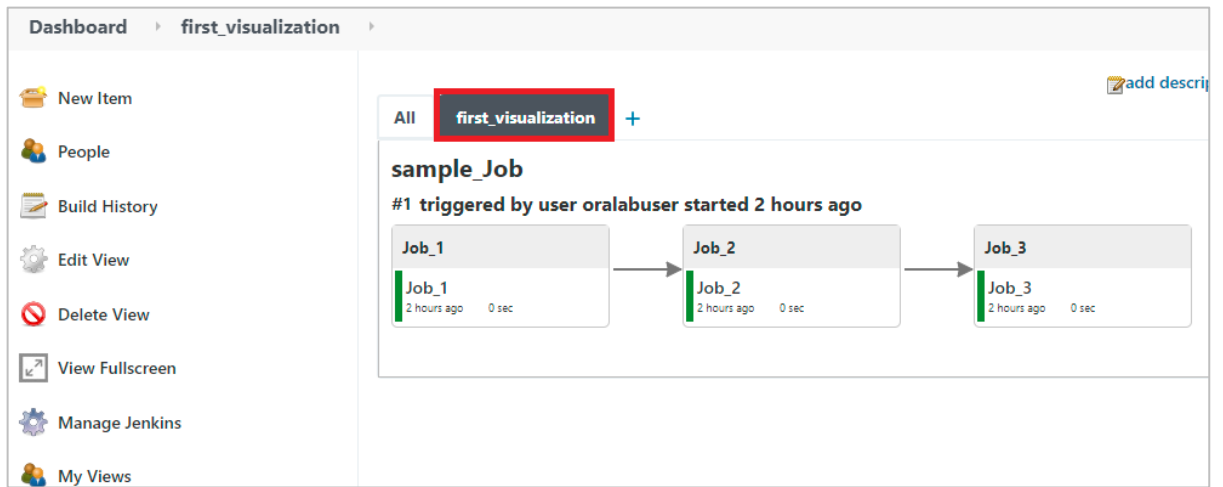 Dashboard first_visualization
New Item
People
Build History
Edit View
Delete View
View Fullscreen
Manage Jenkins
My Views
add descrip
All first_visualization +
sample_Job
#1 triggered by user oralabuser started 2 hours ago
Job_1
Job_1
2 hours ago 0 sec
Job_2
Job_2
2 hours ago 0 sec
Job_3
Job_3
2 hours ago 0 sec